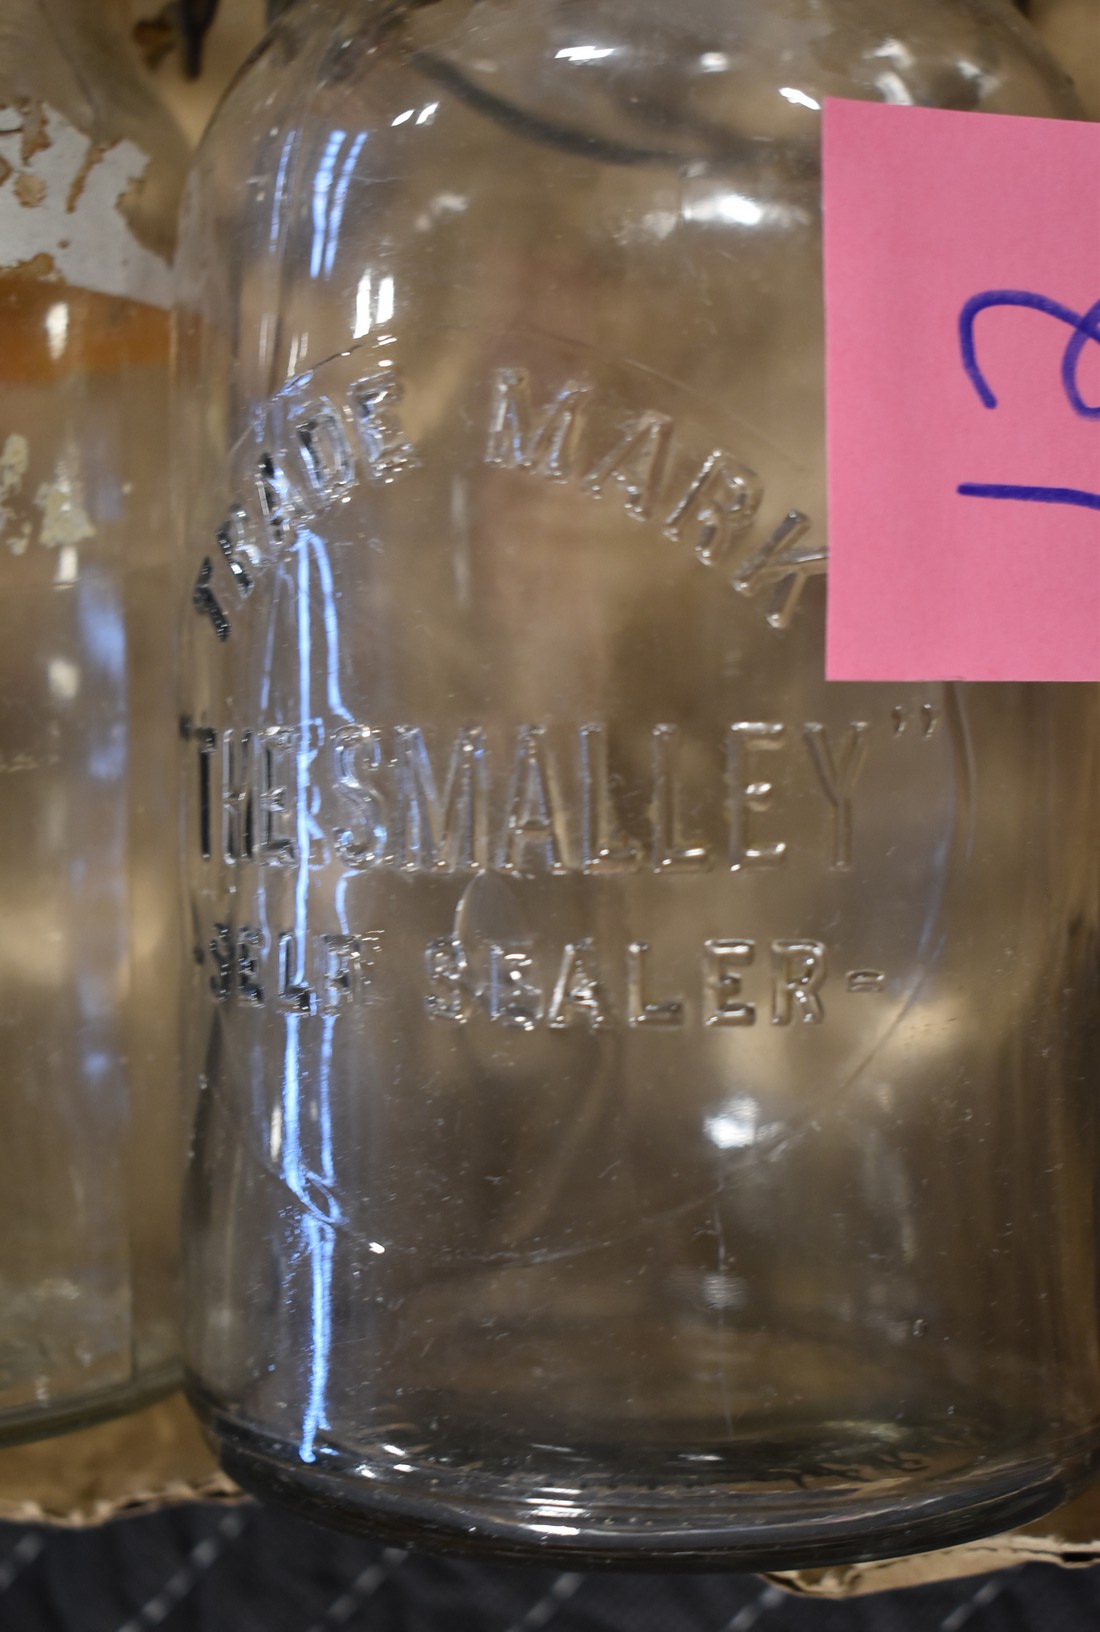 TRADE MARK
"THE SMALLEY"
-SELF SEALER-